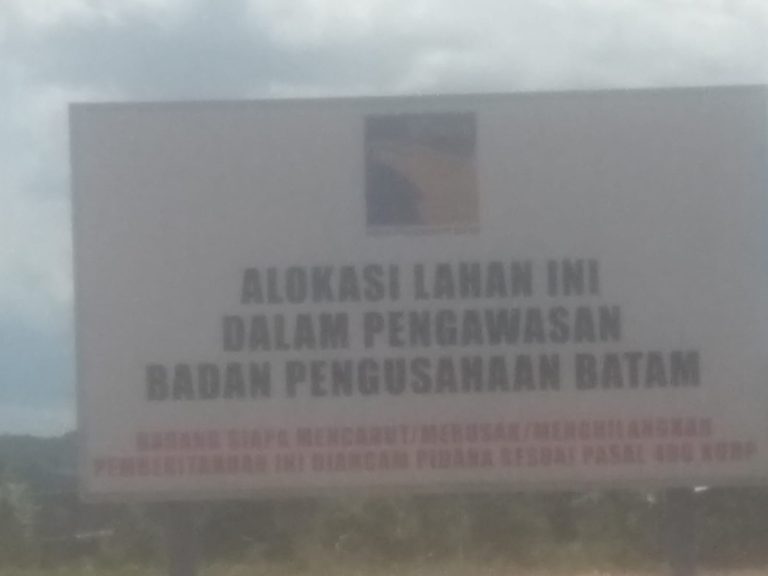 ALOKASI LAHAN INI
DALAM PENGAWASAN
BADAN PENGUSAHAAN BATAM
BARANG SIAPA MENCABUT/MERUSAK/MENGHILANGKAN
PEMBERITAHUAN INI DIANCAM PIDANA SESUAI PASAL 406 KUHP